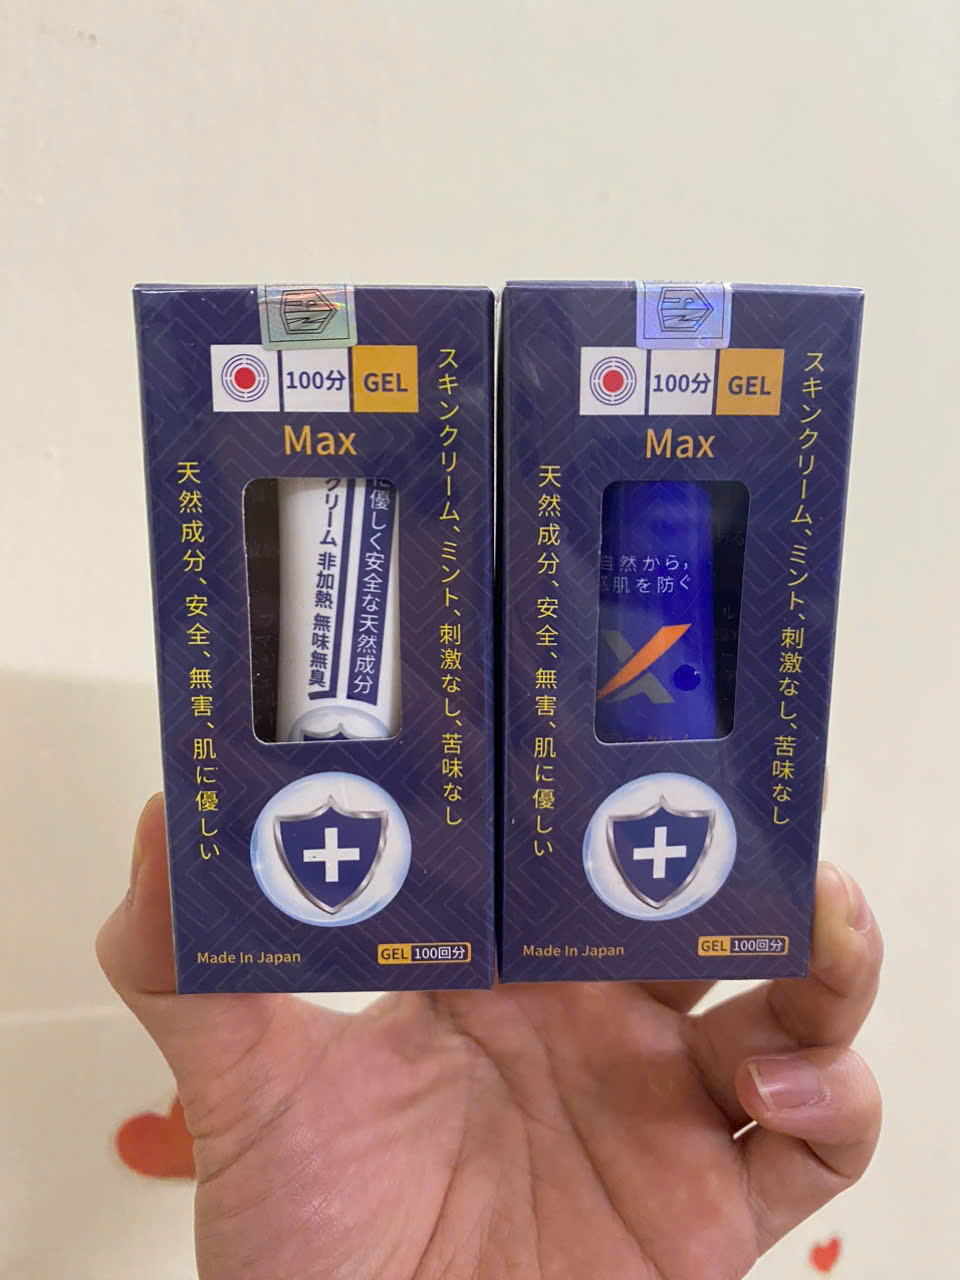 100分
GEL
Max
スキンクリーム、ミント、刺激なし、苦味なし
天然成分、安全、無害、肌に優しい
クリーム 非加熱 無味無臭
に優しく安全な天然成分
Made In Japan
GEL 100回分
100分
GEL
Max
スキンクリーム、ミント、刺激なし、苦味なし
天然成分、安全、無害、肌に優しい
自然から,
肌を防ぐ
Made In Japan
GEL 100回分